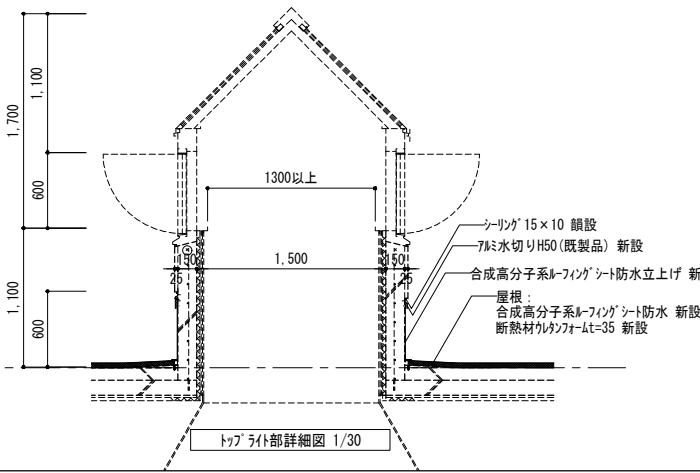 1,700
1,100
600
1,100
600
1300以上
150
1,500
150
25
シーリング 15×10 韻設
アルミ水切りH50(既製品) 新設
合成高分子系ルーフィングシート防水立上げ 新
屋根：
合成高分子系ルーフィングシート防水 新設
断熱材ウレタンフォームt=35 新設
トップライト部詳細図 1/30